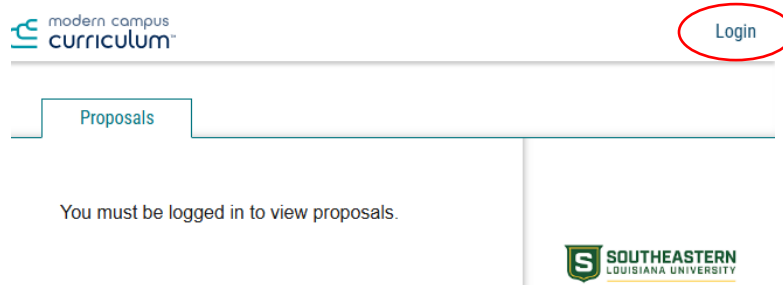 modern campus
curriculum™
Login
Proposals
You must be logged in to view proposals.
S
SOUTHEASTERN
LOUISIANA UNIVERSITY